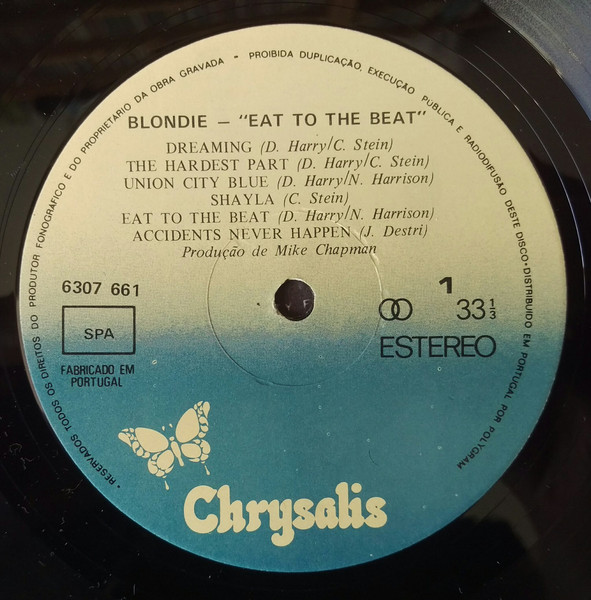 • RESERVADOS TODOS OS DIREITOS DO PRODUTOR FONOGRÁFICO E DO PROPRIETÁRIO DA OBRA GRAVADA • PROIBIDA DUPLICAÇÃO, EXECUÇÃO PÚBLICA E RADIODIFUSÃO DESTE DISCO • DISTRIBUIDO EM PORTUGAL POR POLYGRAM
BLONDIE – "EAT TO THE BEAT"
DREAMING (D. Harry/C. Stein)
THE HARDEST PART (D. Harry/C. Stein)
UNION CITY BLUE (D. Harry/N. Harrison)
SHAYLA (C. Stein)
EAT TO THE BEAT (D. Harry/N. Harrison)
ACCIDENTS NEVER HAPPEN (J. Destri)
Produção de Mike Chapman
6307 661
1
33 1/3
SPA
ESTEREO
FABRICADO EM
PORTUGAL
Chrysalis